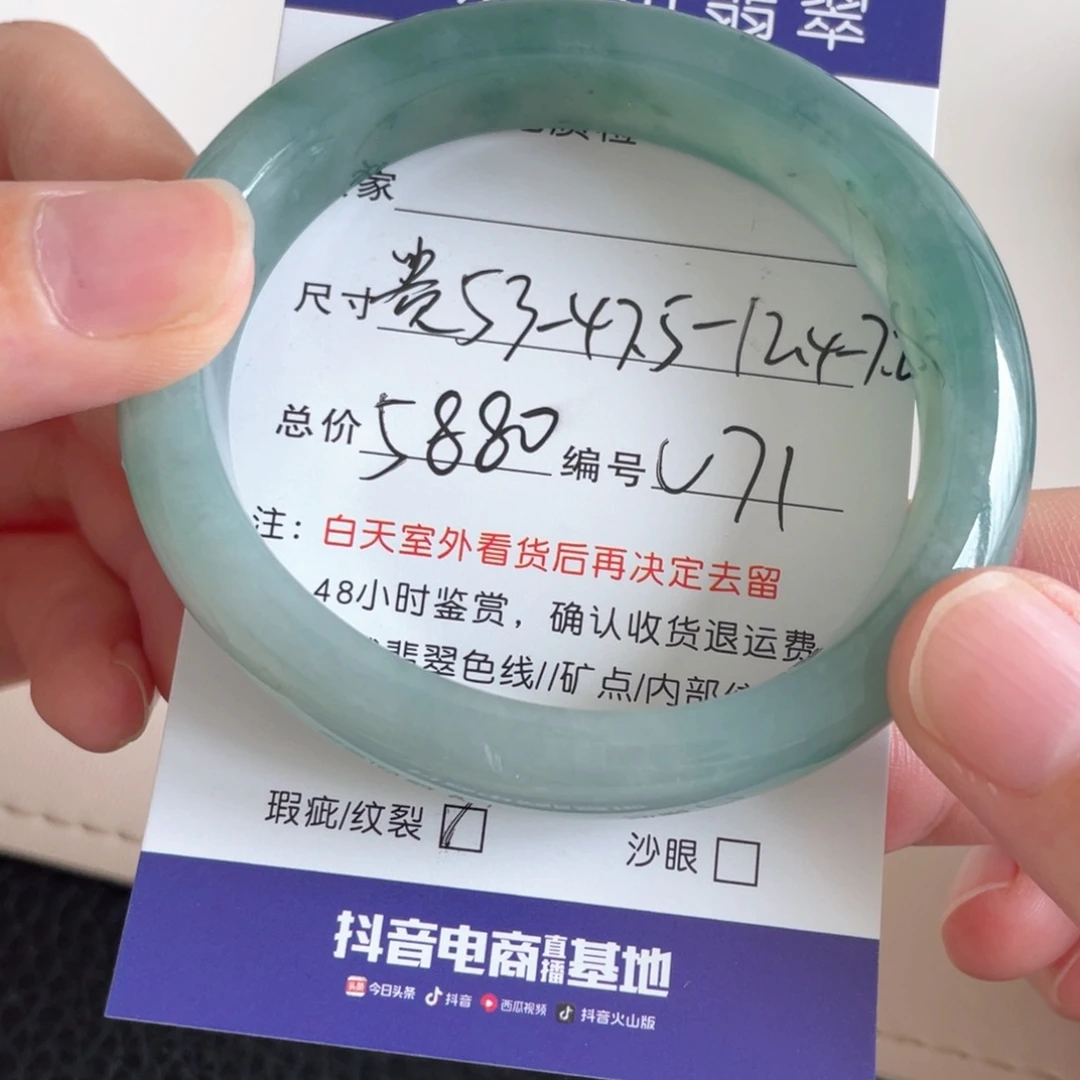 翡翠
家
尺寸 贵53-47.5-12.4-7.
总价 5880 编号 U71
注：白天室外看货后再决定去留
48小时鉴赏，确认收货退运费
翡翠色线//矿点/内部
瑕疵/纹裂 沙眼
抖音电商直播基地
头条 今日头条 抖音 西瓜视频 抖音火山版